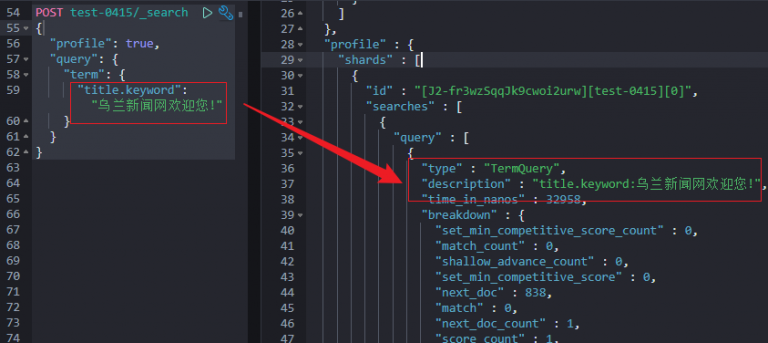 54 POST test-0415/_search
55 {
56 "profile": true,
57 "query": {
58 "term": {
59 "title.keyword":
"乌兰新闻网欢迎您!"
60 }
61 }
62 }
63
64
65
66
67
68
69
70
71
72
73
74
26 ]
27 },
28 "profile" : {
29 "shards" : [
30 {
31 "id" : "[J2-fr3wzSqqJk9cwoi2urw][test-0415][0]",
32 "searches" : [
33 {
34 "query" : [
35 {
36 "type" : "TermQuery",
37 "description" : "title.keyword:乌兰新闻网欢迎您!",
38 "time_in_nanos" : 32958,
39 "breakdown" : {
40 "set_min_competitive_score_count" : 0,
41 "match_count" : 0,
42 "shallow_advance_count" : 0,
43 "set_min_competitive_score" : 0,
44 "next_doc" : 838,
45 "match" : 0,
46 "next_doc_count" : 1,
47 "score_count" : 1,